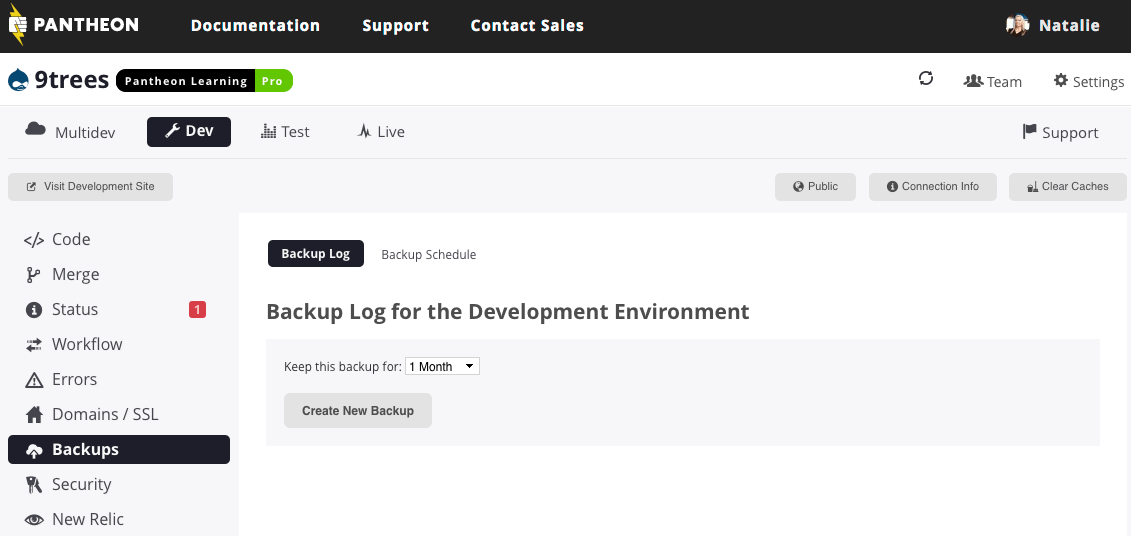 PANTHEON Documentation Support Contact Sales Natalie
9trees Pantheon Learning Pro Team Settings
Multidev Dev Test Live Support
Visit Development Site Public Connection Info Clear Caches
</> Code
Merge
Status 1
Workflow
Errors
Domains / SSL
Backups
Security
New Relic
Backup Log Backup Schedule
Backup Log for the Development Environment
Keep this backup for: 1 Month
Create New Backup